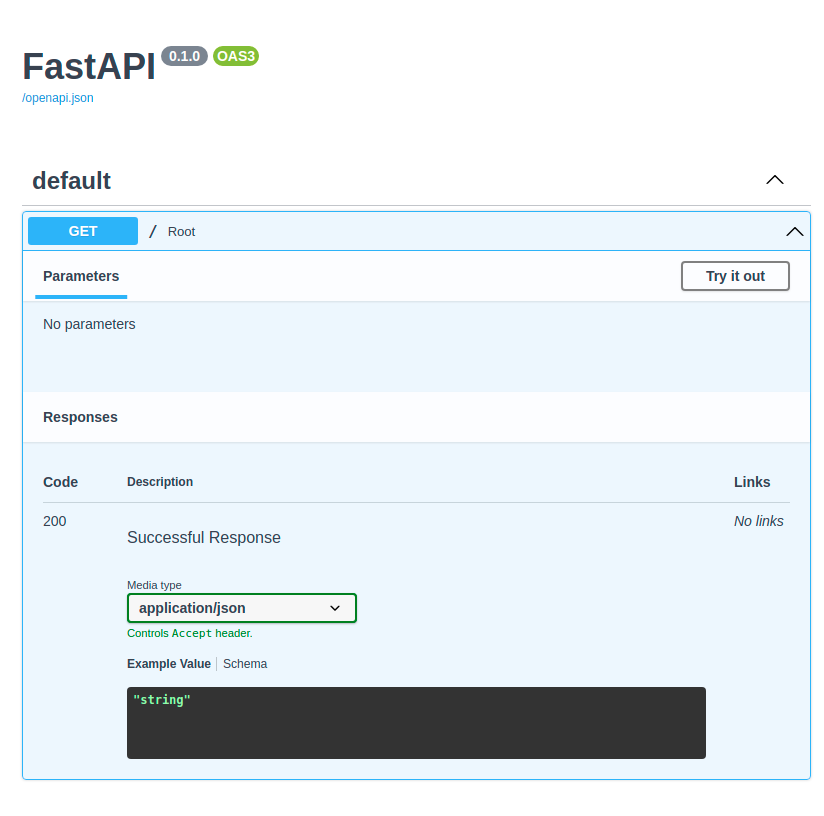 FastAPI 0.1.0 OAS3
/openapi.json
default
GET / Root
Parameters Try it out
No parameters
Responses
Code Description Links
200 Successful Response No links
Media type
application/json
Controls Accept header.
Example Value Schema
"string"